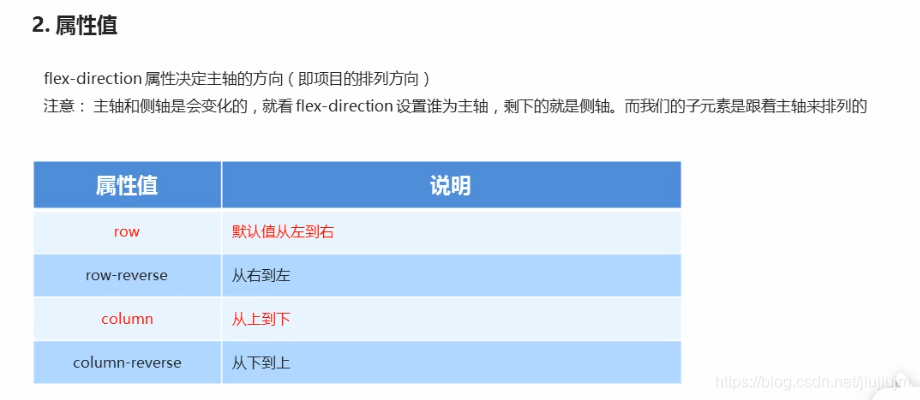 2. 属性值
flex-direction 属性决定主轴的方向（即项目的排列方向）
注意： 主轴和侧轴是会变化的，就看 flex-direction 设置谁为主轴，剩下的就是侧轴。而我们的子元素是跟着主轴来排列的
属性值 说明
row 默认值从左到右
row-reverse 从右到左
column 从上到下
column-reverse 从下到上
https://blog.csdn.net/jiujiujm